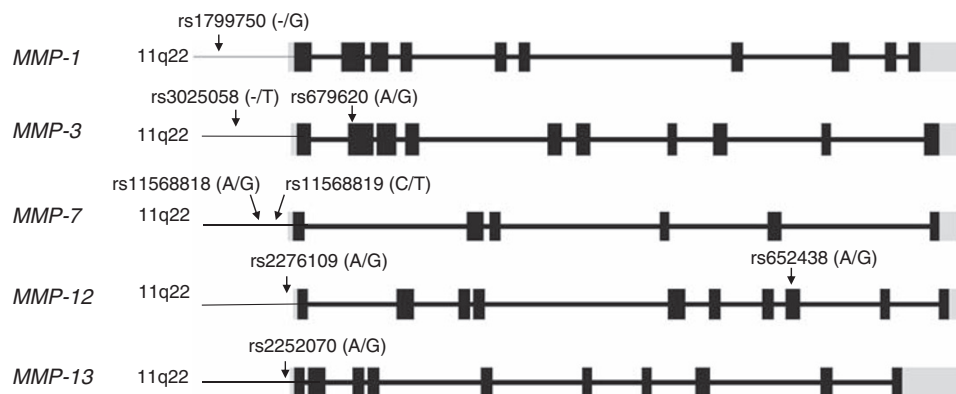 rs1799750 (-/G)
MMP-1 11q22
rs3025058 (-/T) rs679620 (A/G)
MMP-3 11q22
rs11568818 (A/G) rs11568819 (C/T)
MMP-7 11q22
rs2276109 (A/G) rs652438 (A/G)
MMP-12 11q22
rs2252070 (A/G)
MMP-13 11q22